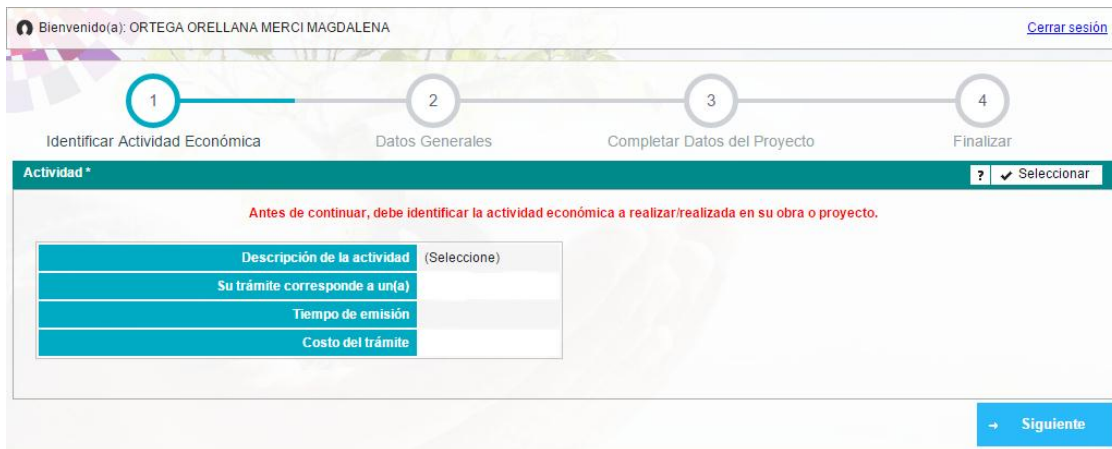 Bienvenido(a): ORTEGA ORELLANA MERCI MAGDALENA
Cerrar sesión
1
2
3
4
Identificar Actividad Económica
Datos Generales
Completar Datos del Proyecto
Finalizar
Actividad *
? Seleccionar
Antes de continuar, debe identificar la actividad económica a realizar/realizada en su obra o proyecto.
Descripción de la actividad (Seleccione)
Su trámite corresponde a un(a)
Tiempo de emisión
Costo del trámite
Siguiente